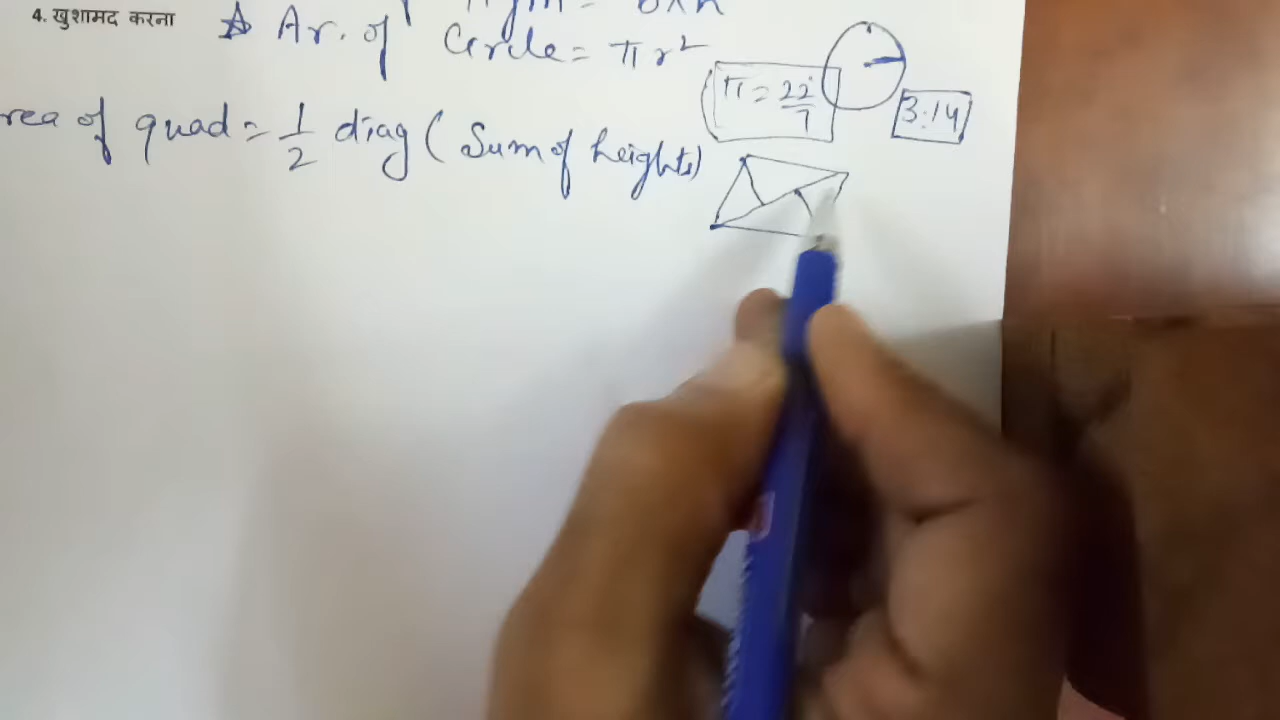 4. खुशामद करना
☆ Ar. of Circle = πr²
π = 22/7
3.14
rea of quad = 1/2 diag ( Sum of heights)